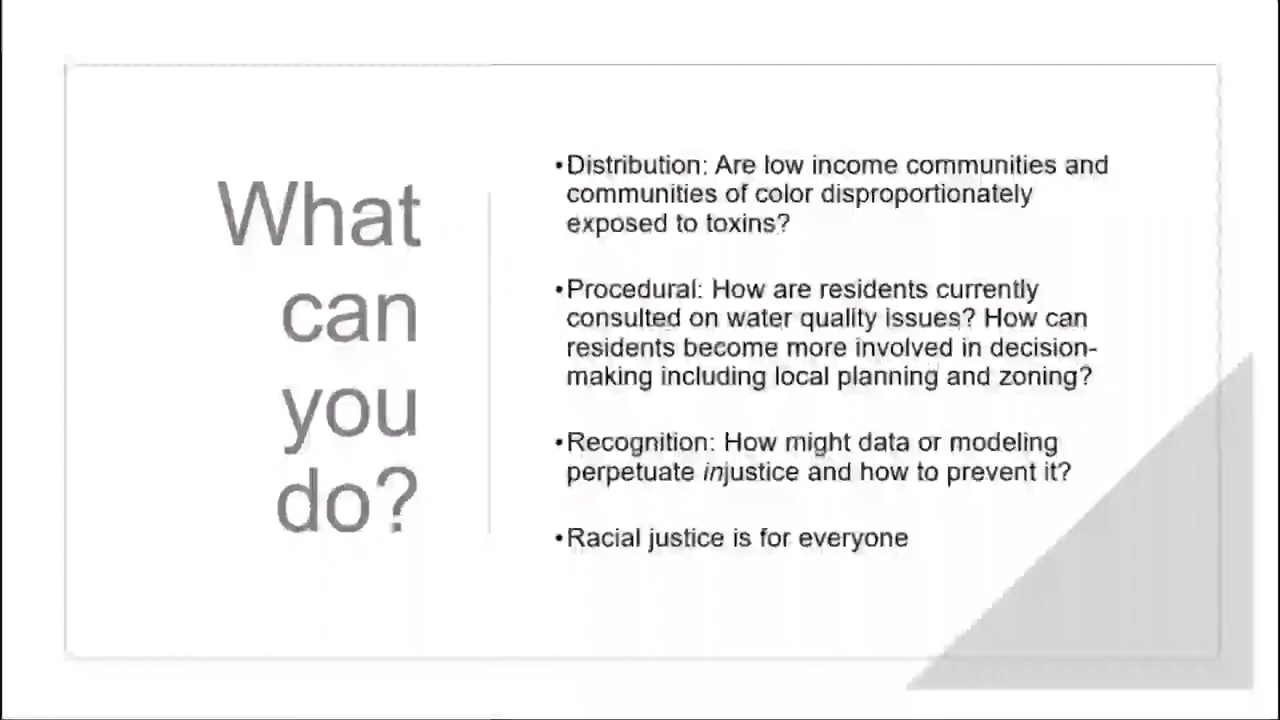 What
can
you
do?
•Distribution: Are low income communities and
communities of color disproportionately
exposed to toxins?
•Procedural: How are residents currently
consulted on water quality issues? How can
residents become more involved in decision-
making including local planning and zoning?
•Recognition: How might data or modeling
perpetuate injustice and how to prevent it?
•Racial justice is for everyone